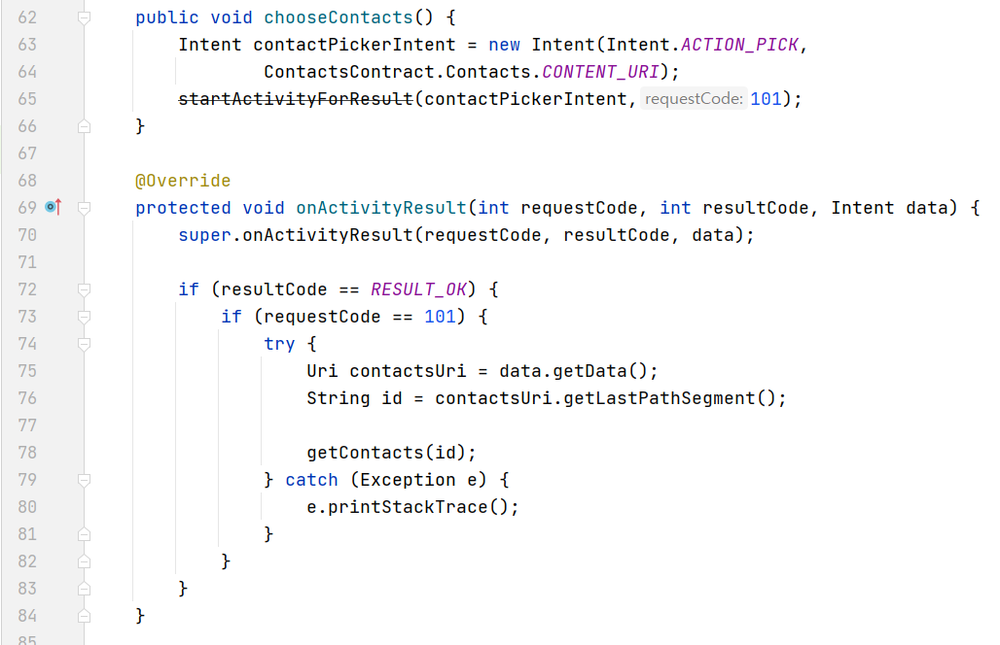 62 public void chooseContacts() {
63 Intent contactPickerIntent = new Intent(Intent.ACTION_PICK,
64 ContactsContract.Contacts.CONTENT_URI);
65 startActivityForResult(contactPickerIntent, requestCode: 101);
66 }
67
68 @Override
69 protected void onActivityResult(int requestCode, int resultCode, Intent data) {
70 super.onActivityResult(requestCode, resultCode, data);
71
72 if (resultCode == RESULT_OK) {
73 if (requestCode == 101) {
74 try {
75 Uri contactsUri = data.getData();
76 String id = contactsUri.getLastPathSegment();
77
78 getContacts(id);
79 } catch (Exception e) {
80 e.printStackTrace();
81 }
82 }
83 }
84 }
85